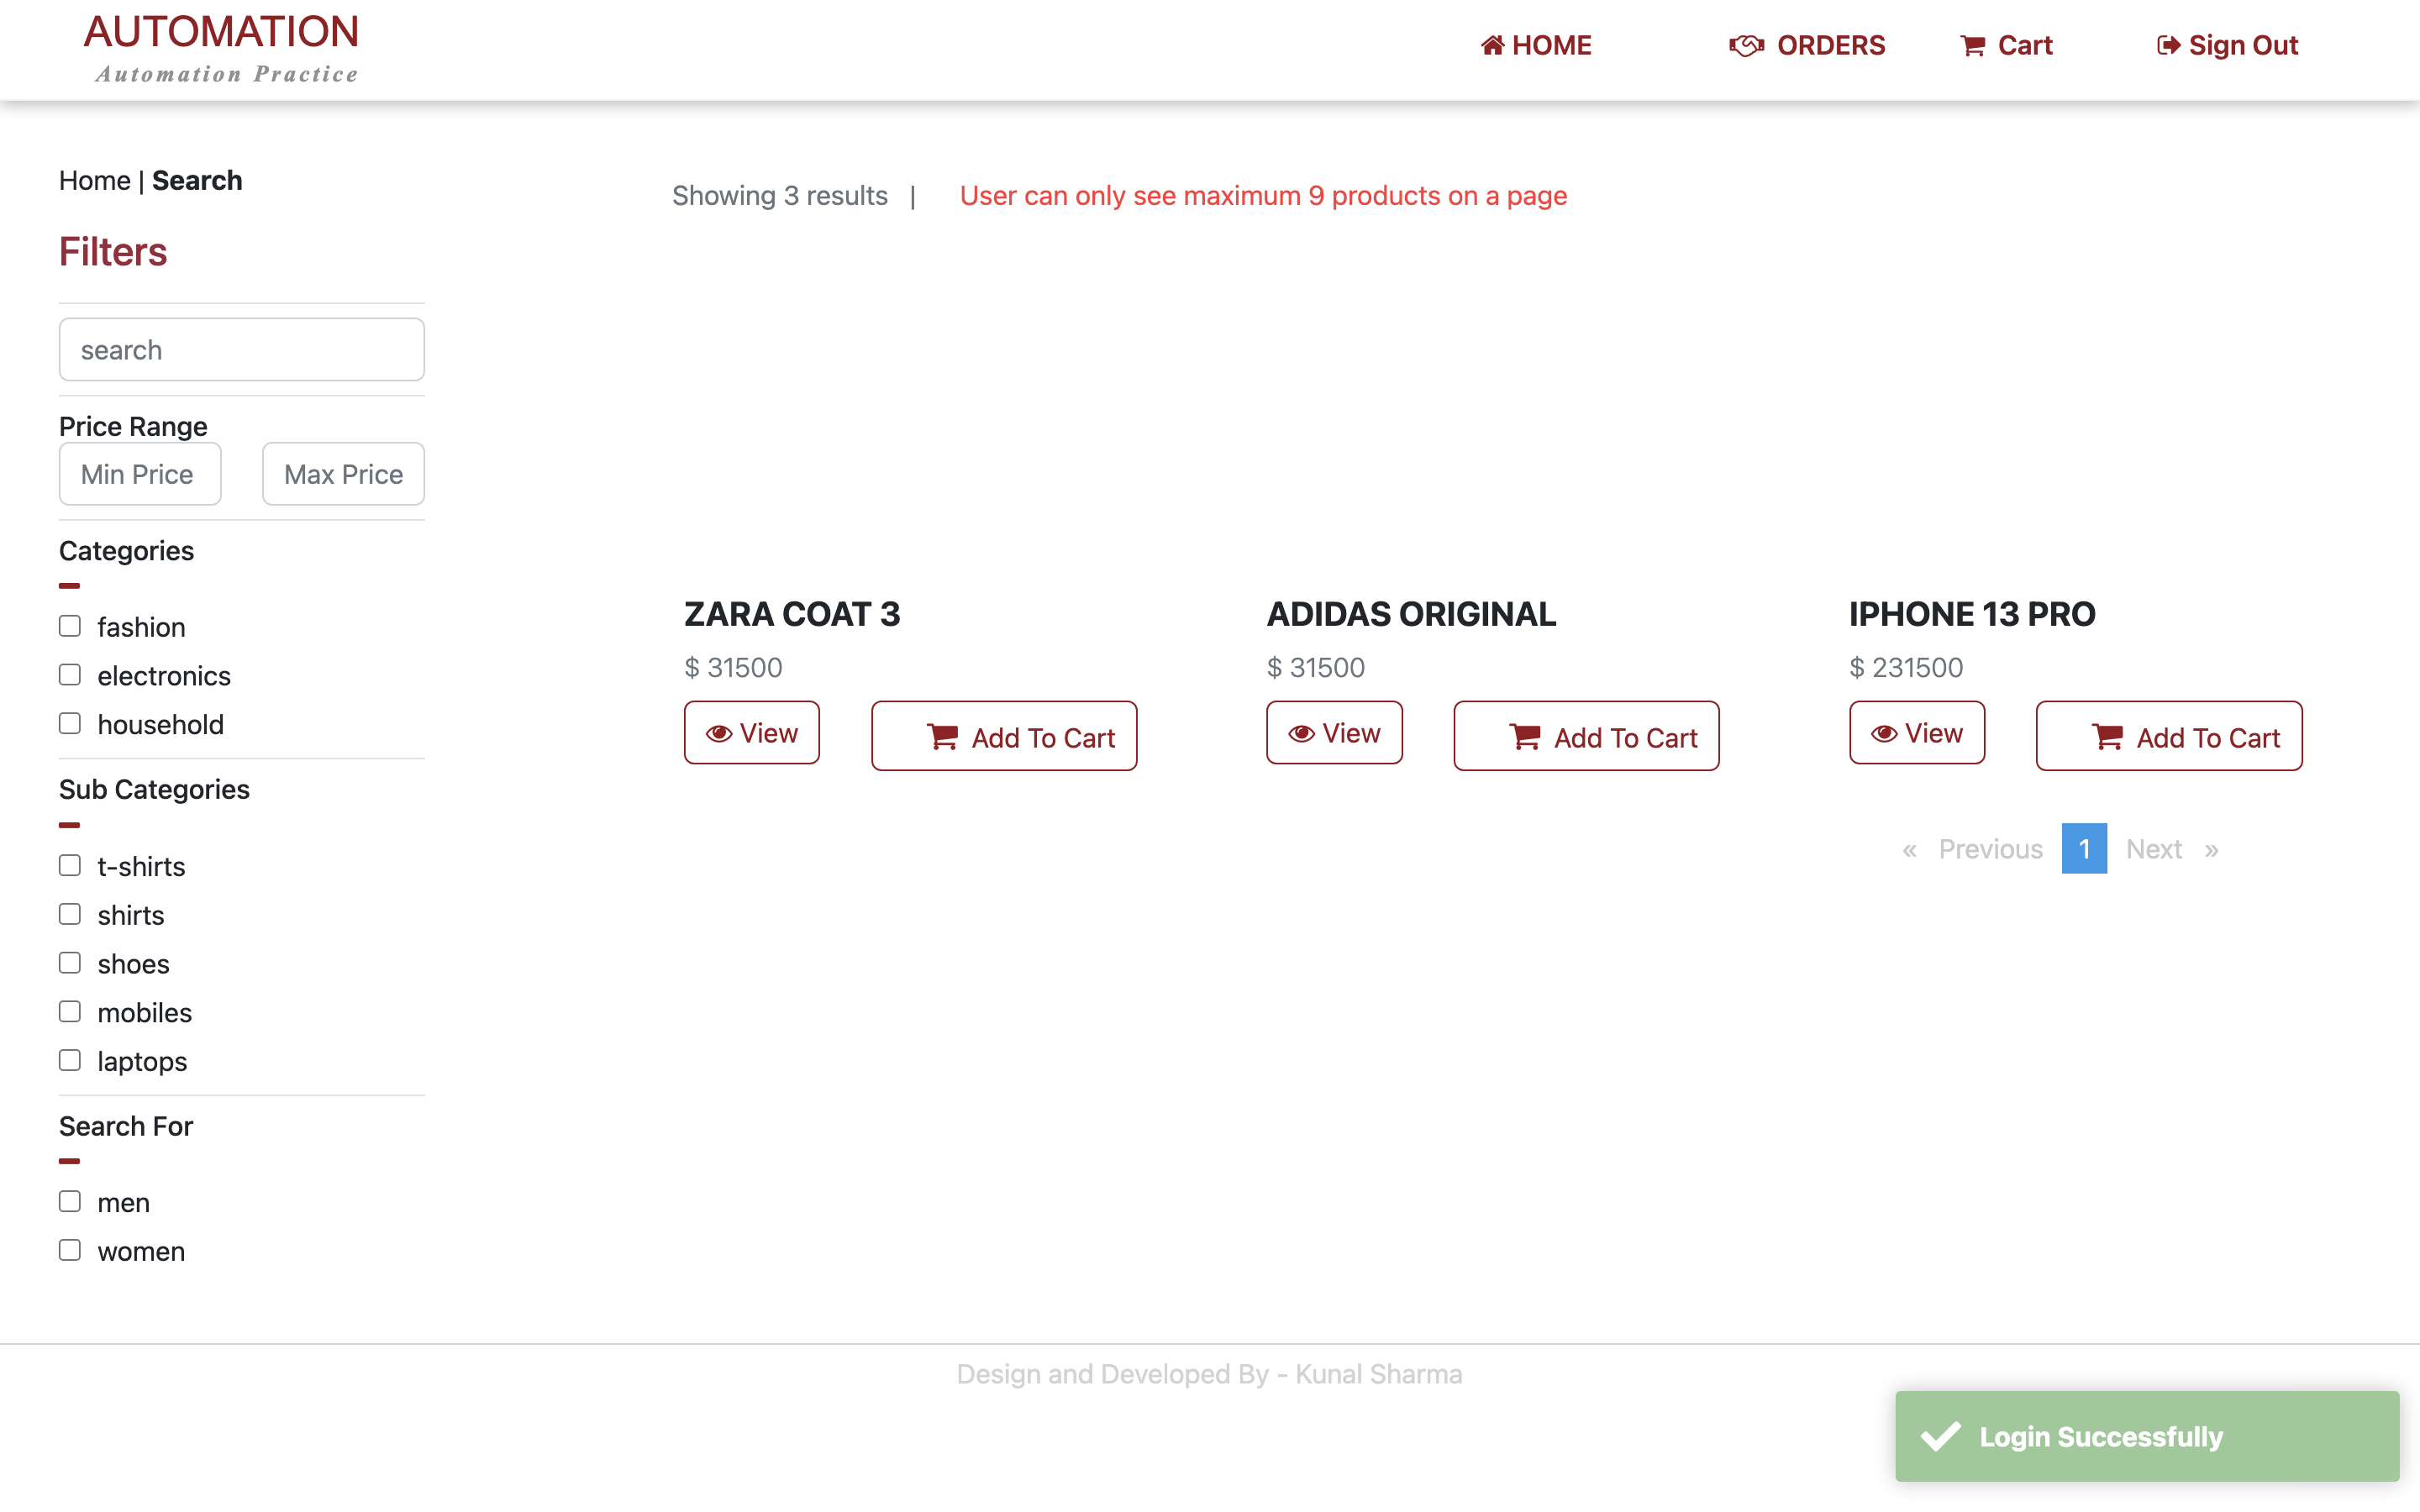 AUTOMATION
Automation Practice
HOME
ORDERS
Cart
Sign Out
Home | Search
Showing 3 results |
User can only see maximum 9 products on a page
Filters
search
Price Range
Min Price
Max Price
Categories
fashion
electronics
household
Sub Categories
t-shirts
shirts
shoes
mobiles
laptops
Search For
men
women
ZARA COAT 3
$ 31500
View
Add To Cart
ADIDAS ORIGINAL
$ 31500
View
Add To Cart
IPHONE 13 PRO
$ 231500
View
Add To Cart
« Previous 1 Next »
Design and Developed By - Kunal Sharma
Login Successfully